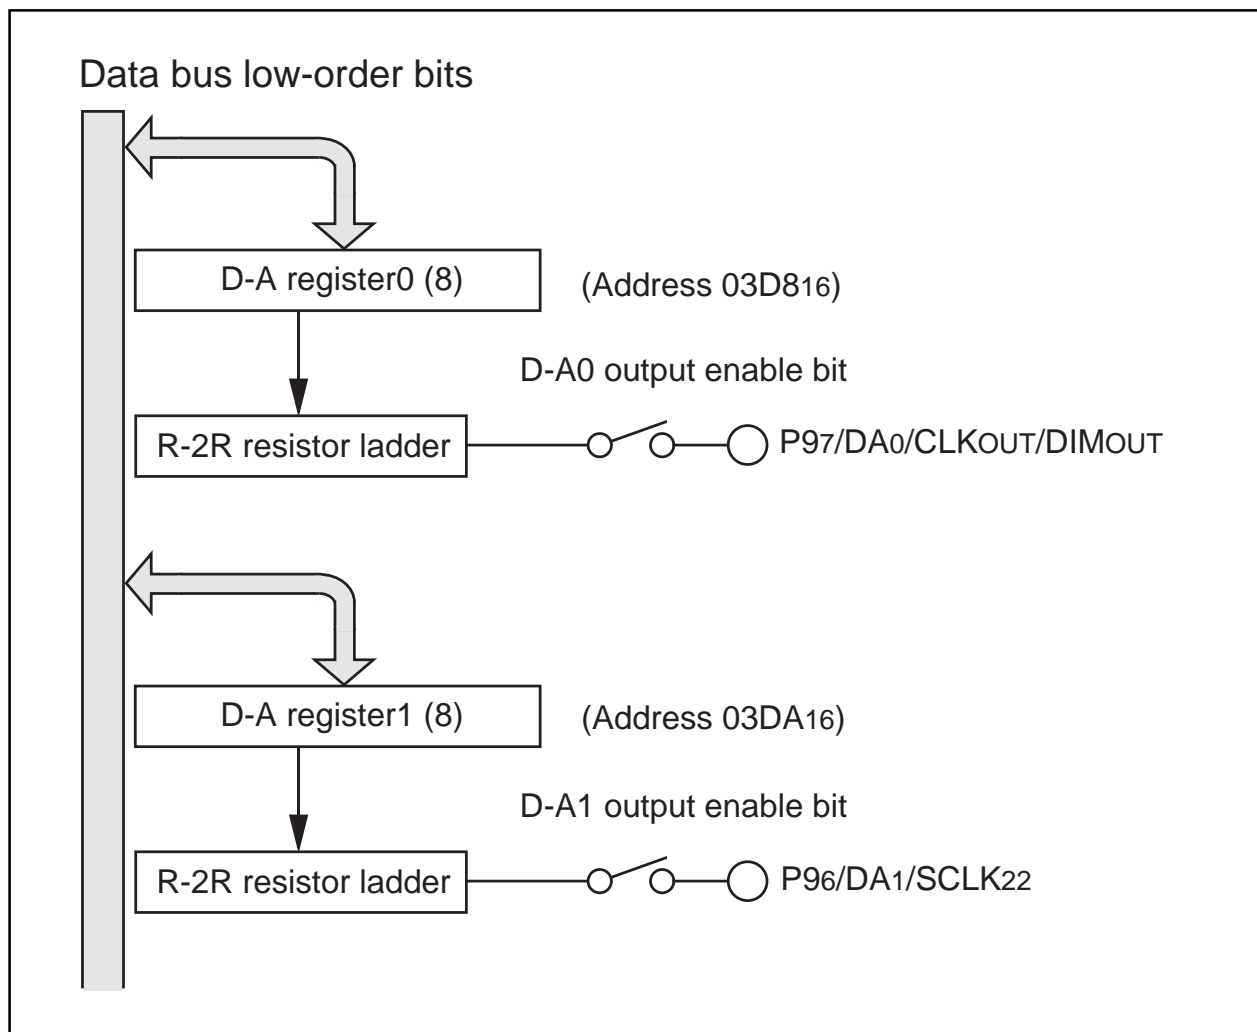 Data bus low-order bits
D-A register0 (8)
(Address 03D816)
D-A0 output enable bit
R-2R resistor ladder
P97/DA0/CLKOUT/DIMOUT
D-A register1 (8)
(Address 03DA16)
D-A1 output enable bit
R-2R resistor ladder
P96/DA1/SCLK22